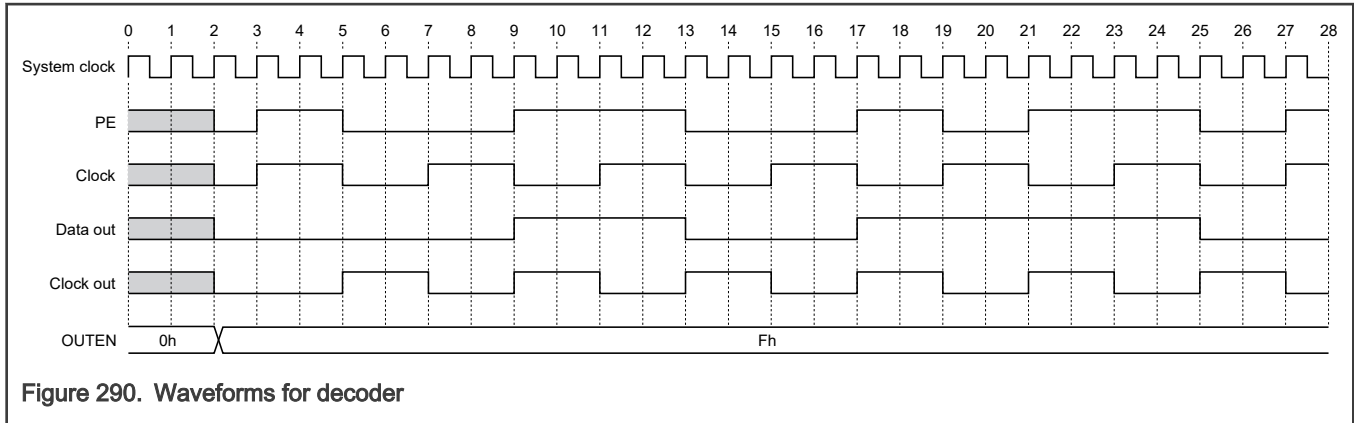 0 1 2 3 4 5 6 7 8 9 10 11 12 13 14 15 16 17 18 19 20 21 22 23 24 25 26 27 28
System clock
PE
Clock
Data out
Clock out
OUTEN 0h Fh
Figure 290. Waveforms for decoder